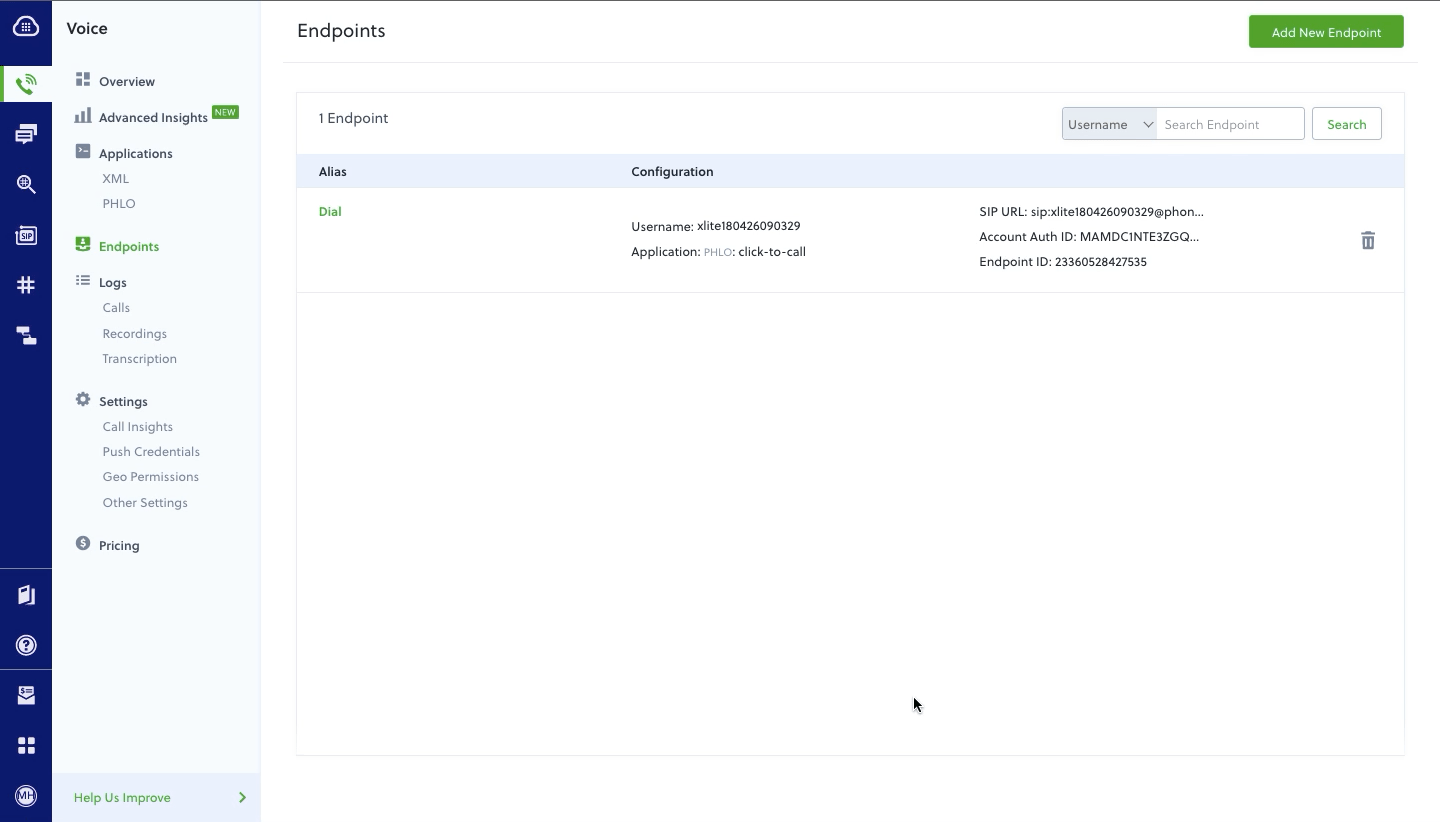 Voice
Overview
Advanced Insights NEW
Applications
XML
PHLO
Endpoints
Logs
Calls
Recordings
Transcription
Settings
Call Insights
Push Credentials
Geo Permissions
Other Settings
Pricing
Help Us Improve
SIP
MH
Endpoints
Add New Endpoint
1 Endpoint
Username
Search Endpoint
Search
Alias
Configuration
Dial
Username: xlite180426090329
Application: PHLO: click-to-call
SIP URL: sip:xlite180426090329@phon...
Account Auth ID: MAMDC1NTE3ZGQ...
Endpoint ID: 23360528427535